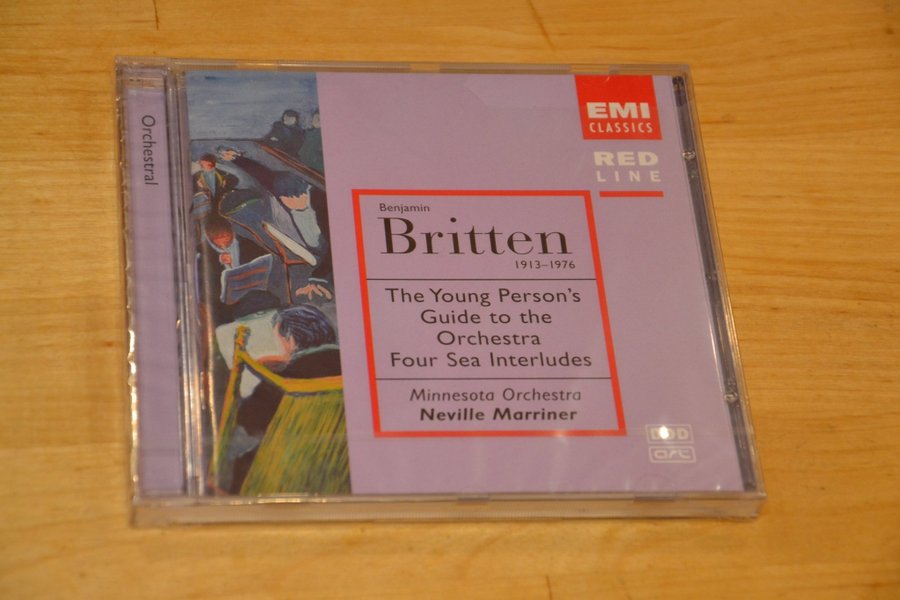 Orchestral
EMI
CLASSICS
RED
LINE
Benjamin
Britten
1913–1976
The Young Person's
Guide to the
Orchestra
Four Sea Interludes
Minnesota Orchestra
Neville Marriner
DDD
art